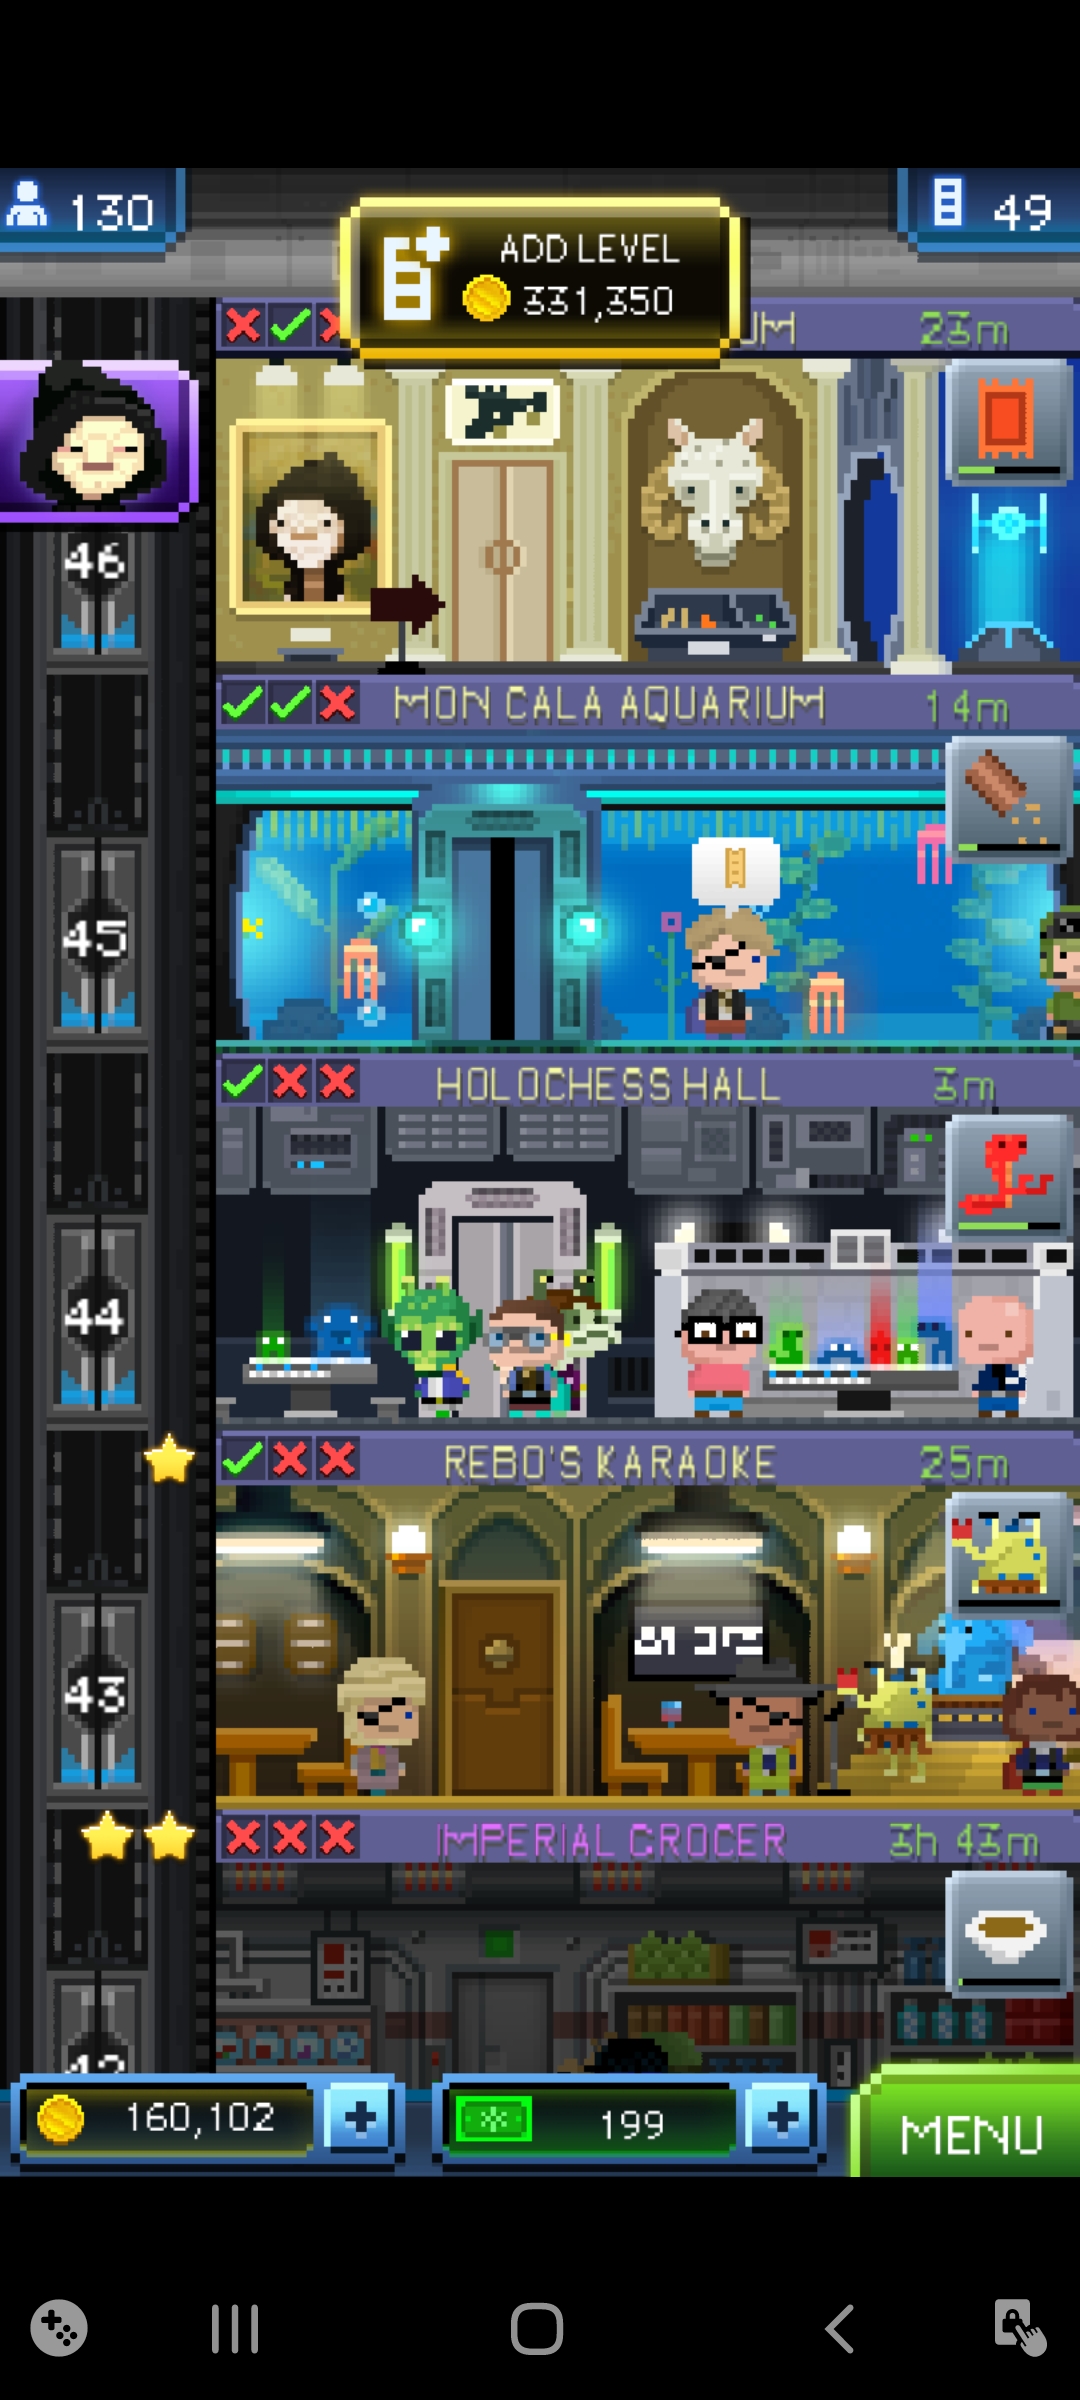 130
ADD LEVEL
331,350
49
UM 23m
46
MON CALA AQUARIUM 14m
45
HOLOCHESS HALL 3m
44
REBO'S KARAOKE 25m
43
IMPERIAL GROCER 3h 43m
42
160,102
199
MENU